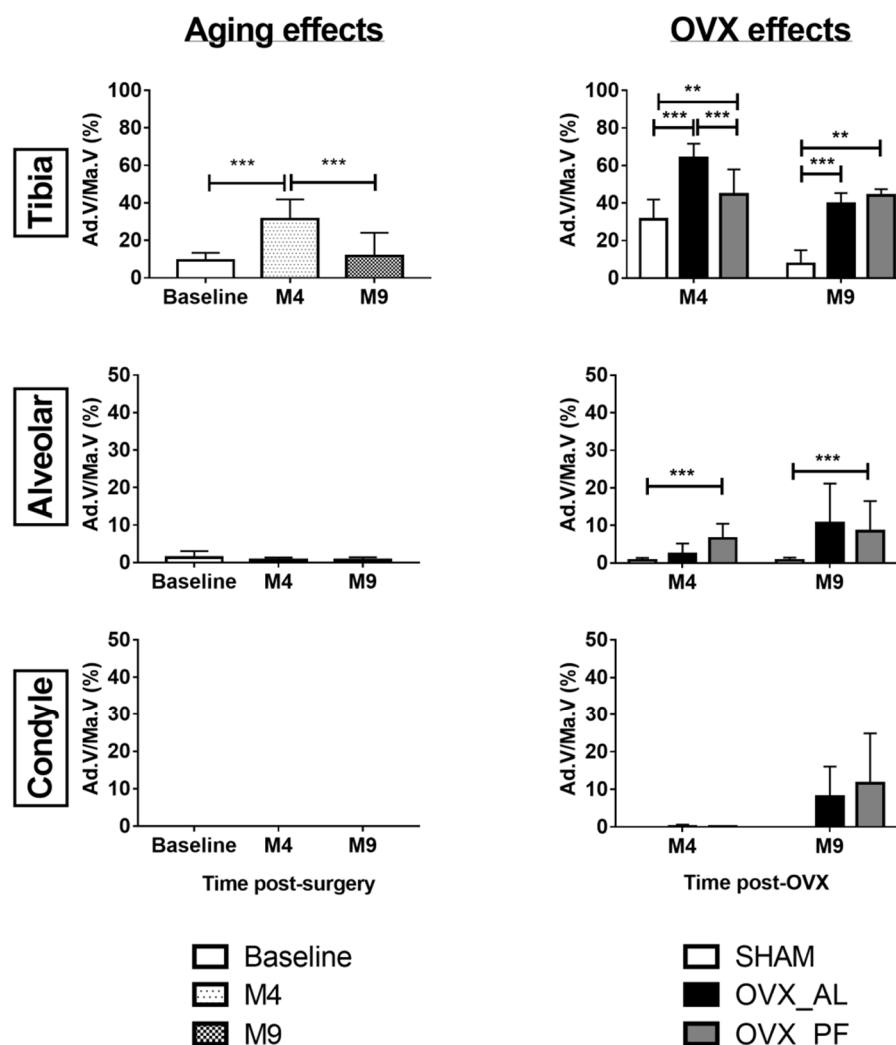 Aging effects
OVX effects
Tibia
Ad.V/Ma.V (%)
100
80
60
40
20
0
***
***
Baseline M4 M9
Ad.V/Ma.V (%)
100
80
60
40
20
0
**
*** ***
**
***
M4 M9
Alveolar
Ad.V/Ma.V (%)
50
40
30
20
10
0
Baseline M4 M9
Ad.V/Ma.V (%)
50
40
30
20
10
0
***
***
M4 M9
Condyle
Ad.V/Ma.V (%)
50
40
30
20
10
0
Baseline M4 M9
Time post-surgery
Ad.V/Ma.V (%)
50
40
30
20
10
0
M4 M9
Time post-OVX
Baseline
M4
M9
SHAM
OVX_AL
OVX_PF